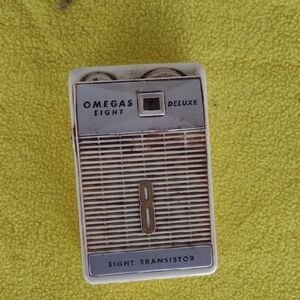 OMEGAS DELUXE
EIGHT
8
EIGHT TRANSISTOR